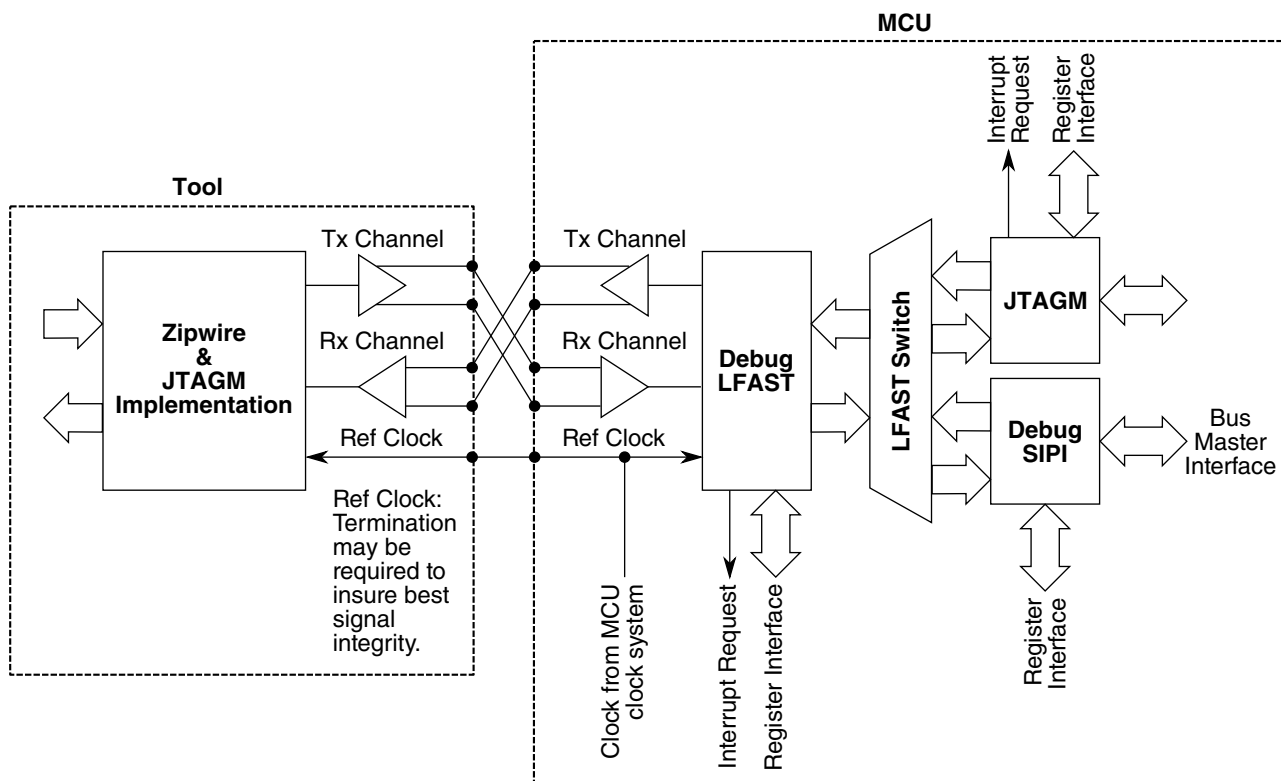 MCU
Interrupt
Request
Register
Interface
Tool
Tx Channel
Tx Channel
Zipwire
&
JTAGM
Implementation
Rx Channel
Rx Channel
Debug
LFAST
LFAST Switch
JTAGM
Debug
SIPI
Bus
Master
Interface
Ref Clock
Ref Clock
Ref Clock:
Termination
may be
required to
insure best
signal
integrity.
Clock from MCU
clock system
Interrupt Request
Register Interface
Register
Interface